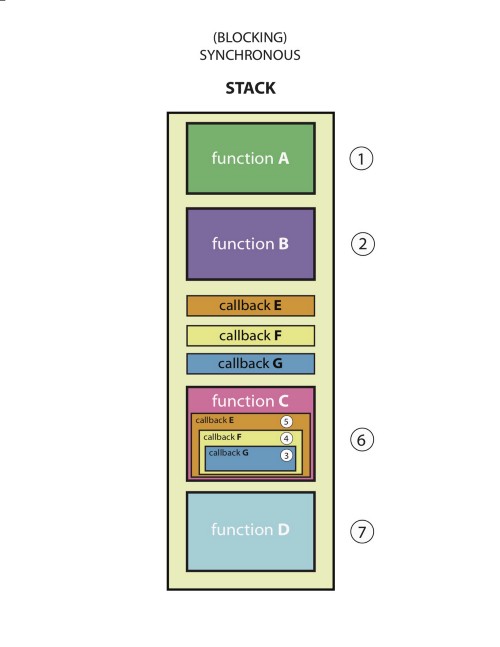 (BLOCKING)
SYNCHRONOUS
STACK
function A
1
function B
2
callback E
callback F
callback G
function C
callback E 5
callback F 4
callback G 3
6
function D
7